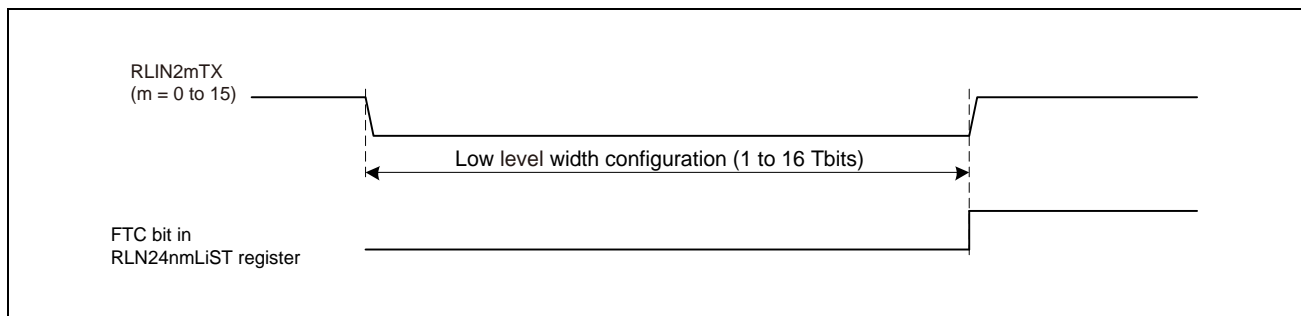 RLIN2mTX
(m = 0 to 15)
Low level width configuration (1 to 16 Tbits)
FTC bit in
RLN24nmLiST register